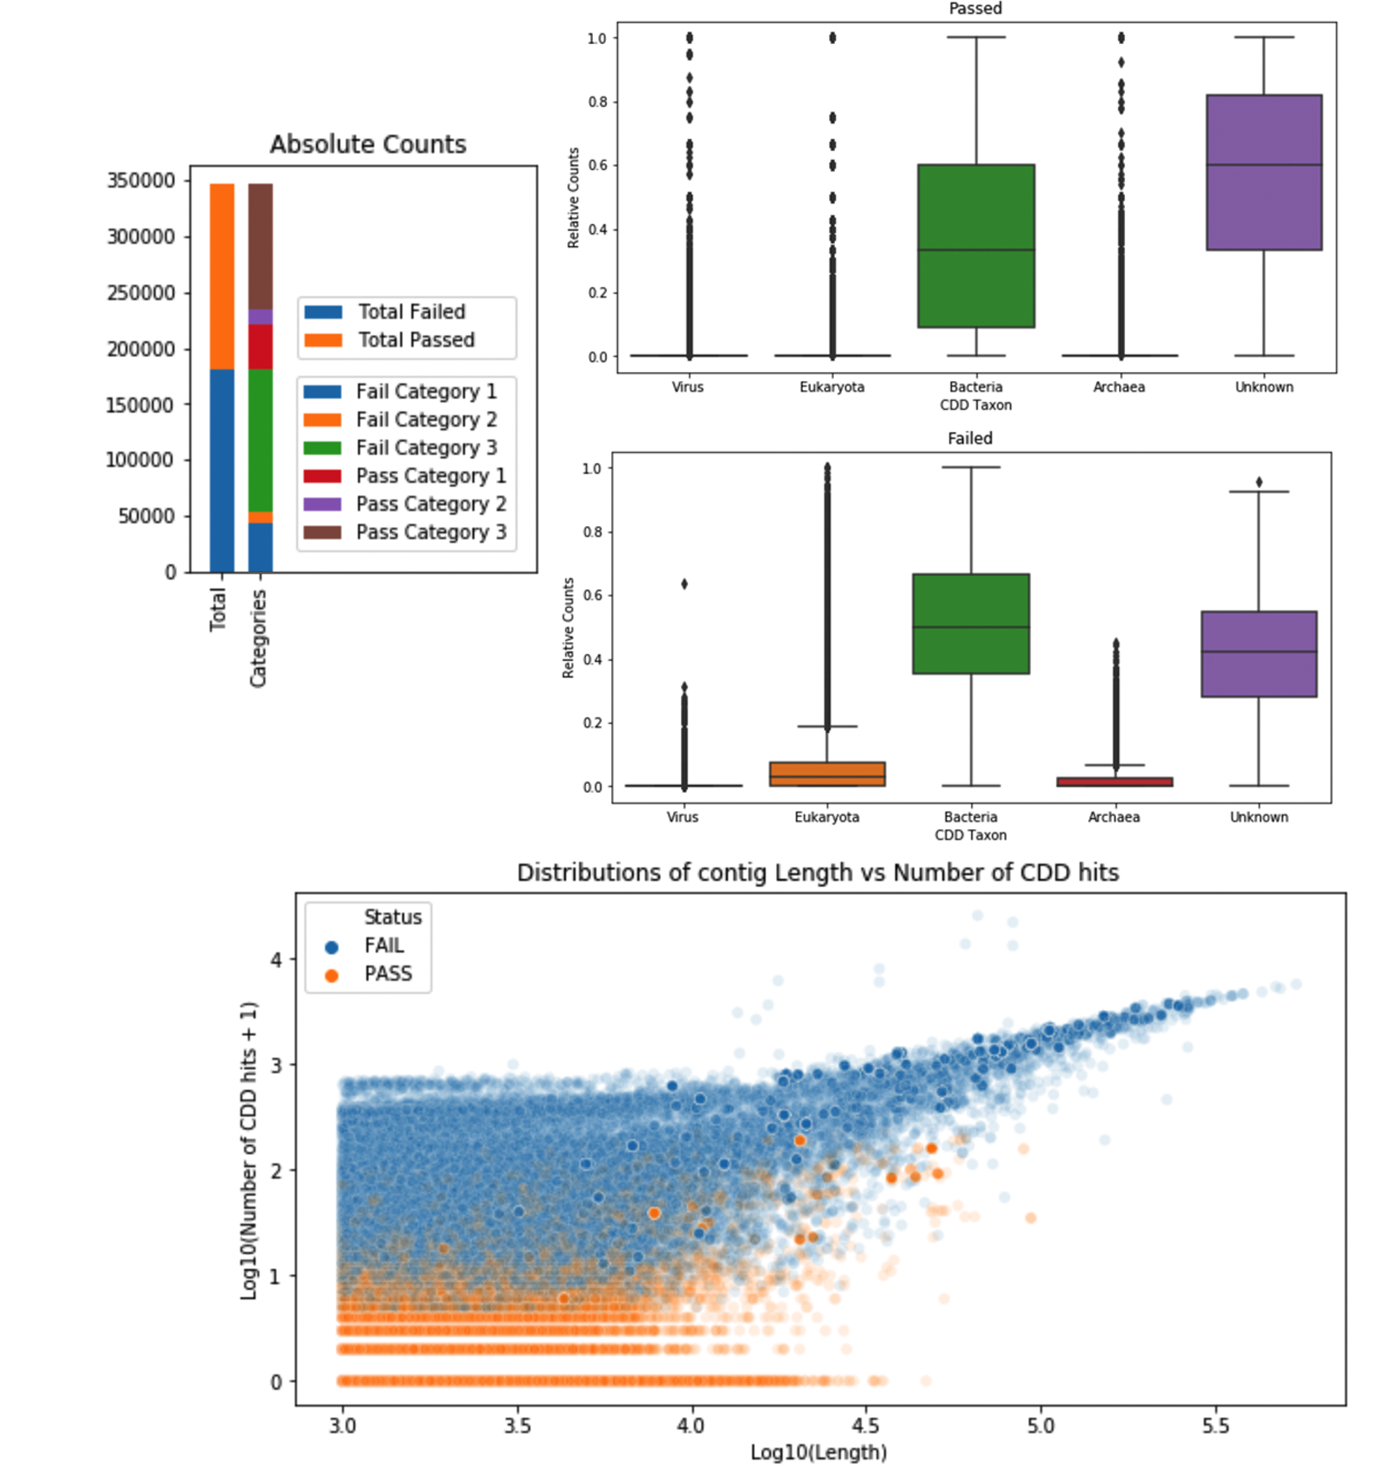 Absolute Counts
350000
300000
250000
200000
150000
100000
50000
0
Total
Categories
Total Failed
Total Passed
Fail Category 1
Fail Category 2
Fail Category 3
Pass Category 1
Pass Category 2
Pass Category 3
Passed
Relative Counts
1.0
0.8
0.6
0.4
0.2
0.0
Virus Eukaryota Bacteria Archaea Unknown
CDD Taxon
Failed
Relative Counts
1.0
0.8
0.6
0.4
0.2
0.0
Virus Eukaryota Bacteria Archaea Unknown
CDD Taxon
Distributions of contig Length vs Number of CDD hits
Status
FAIL
PASS
Log10(Number of CDD hits + 1)
4
3
2
1
0
3.0 3.5 4.0 4.5 5.0 5.5
Log10(Length)